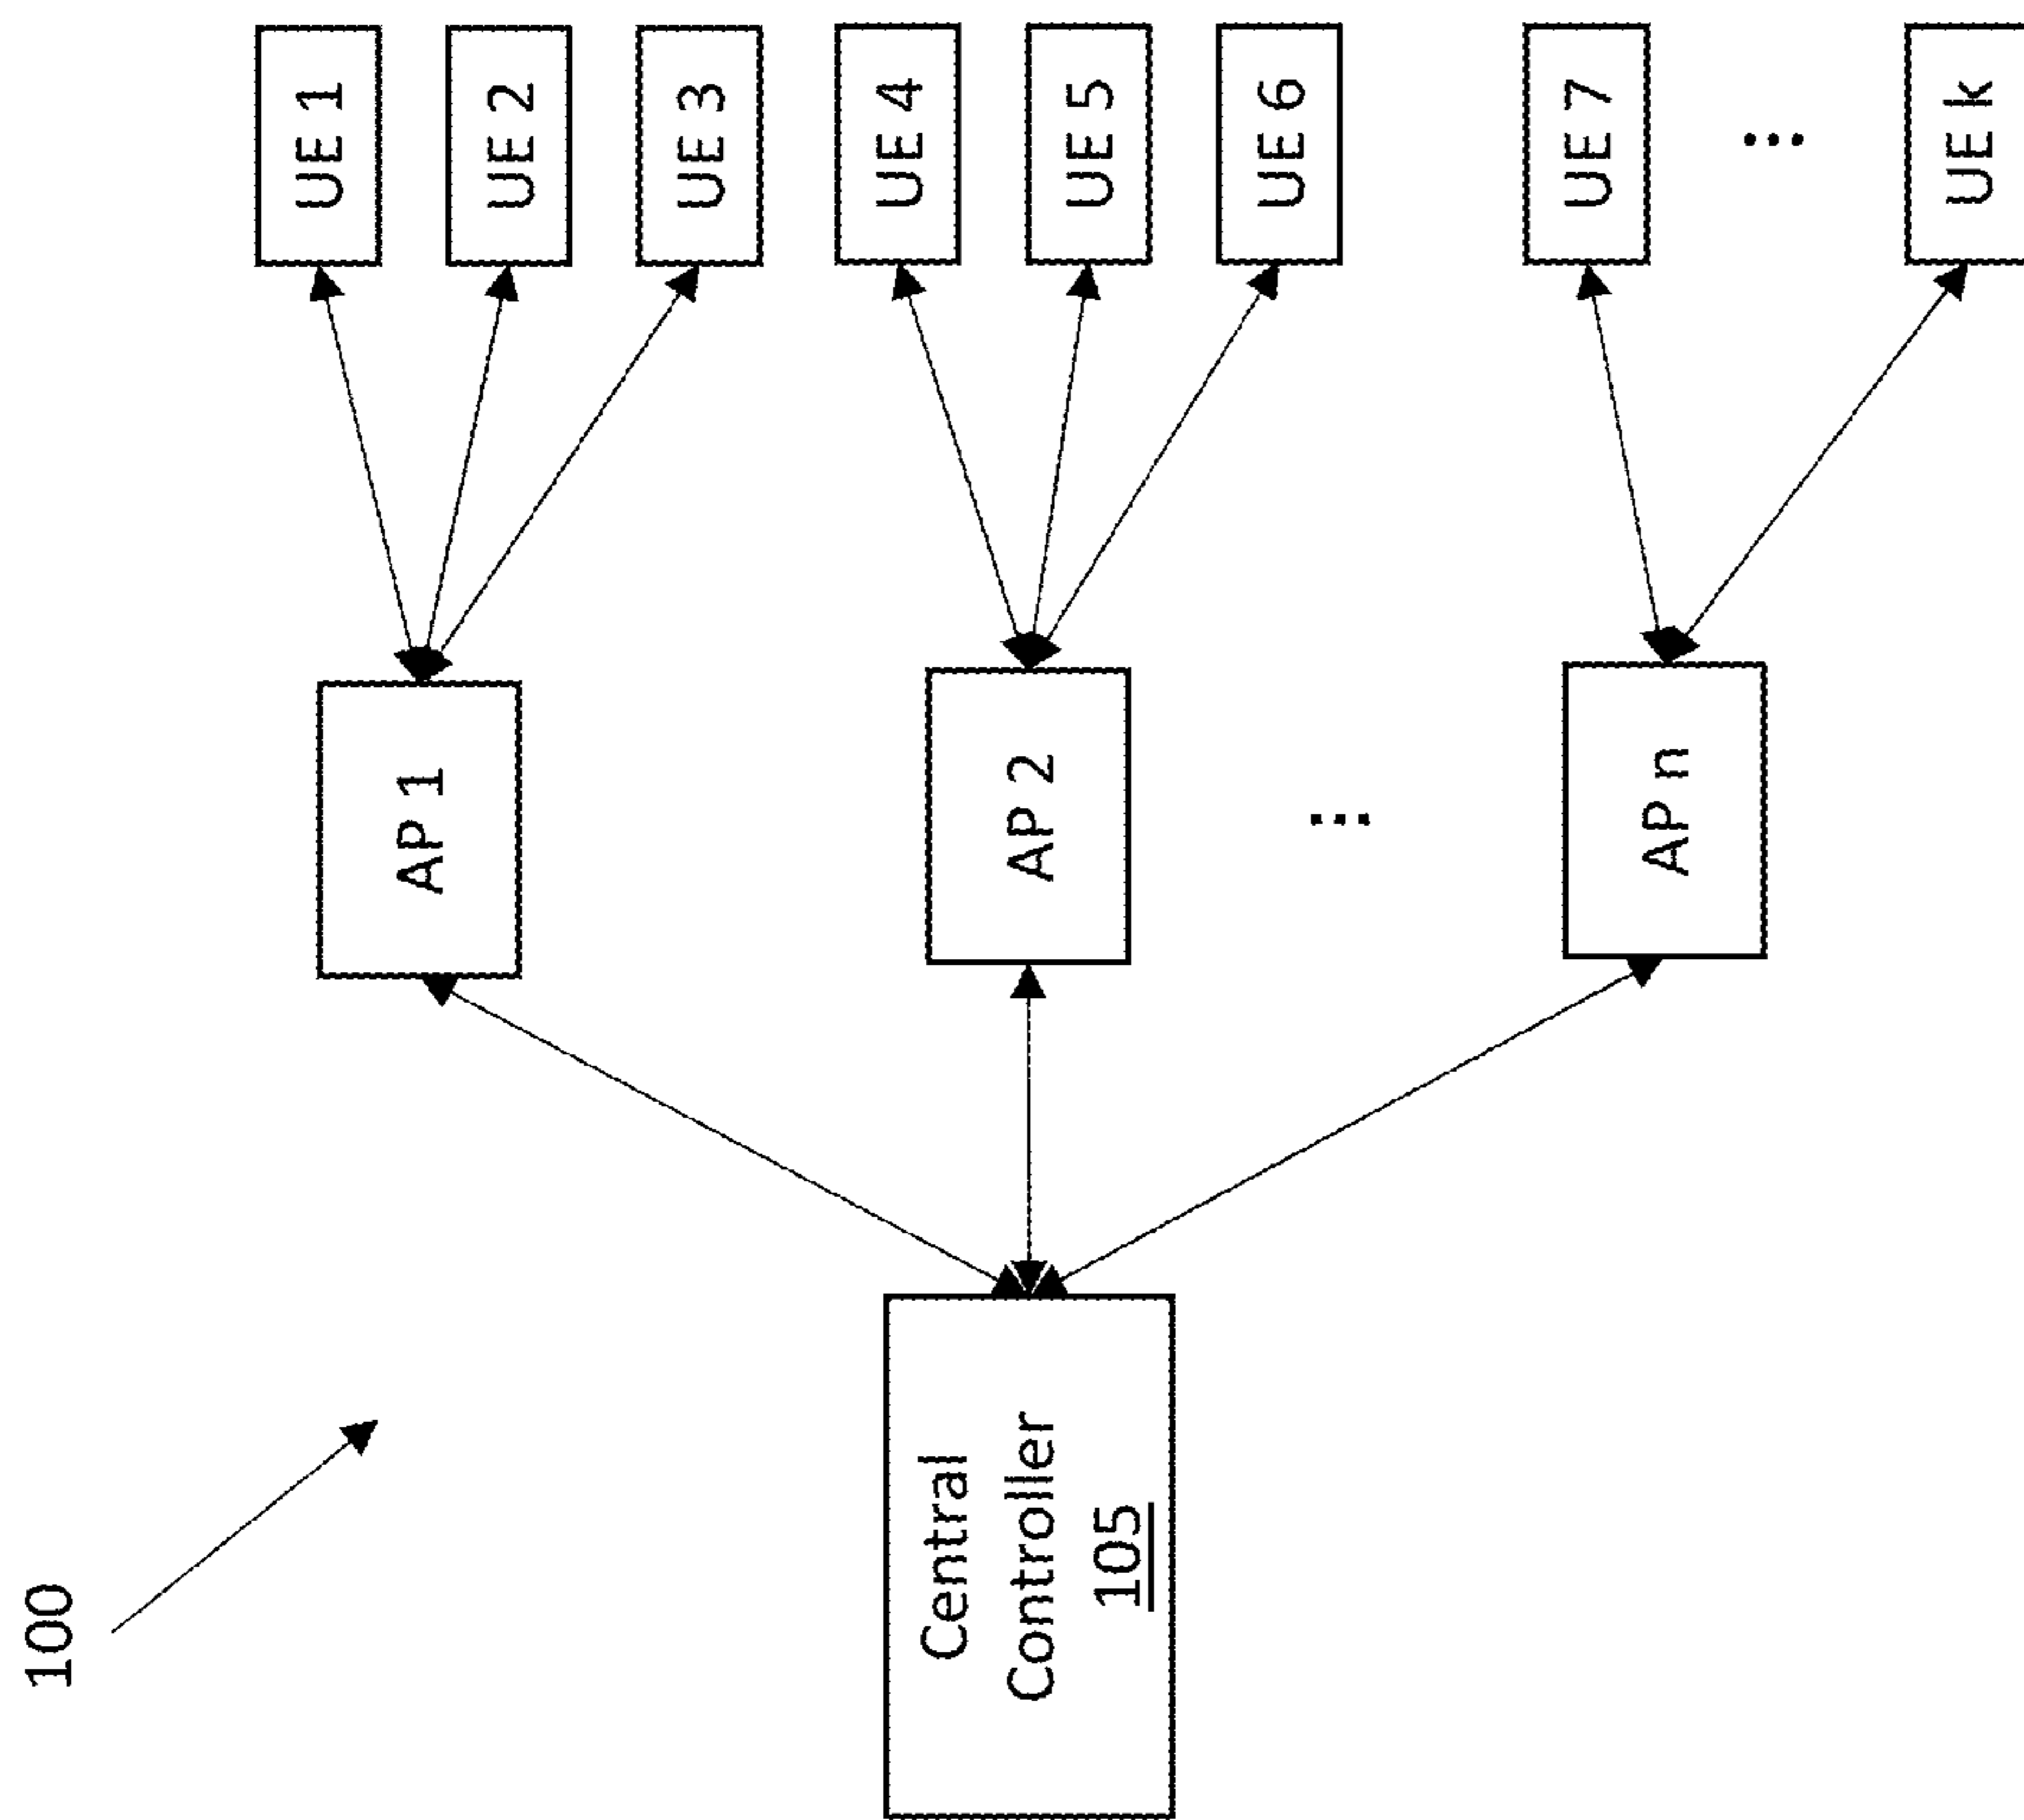 100
Central
Controller
105
AP 1
AP 2
...
AP n
UE 1
UE 2
UE 3
UE 4
UE 5
UE 6
UE 7
...
UE k